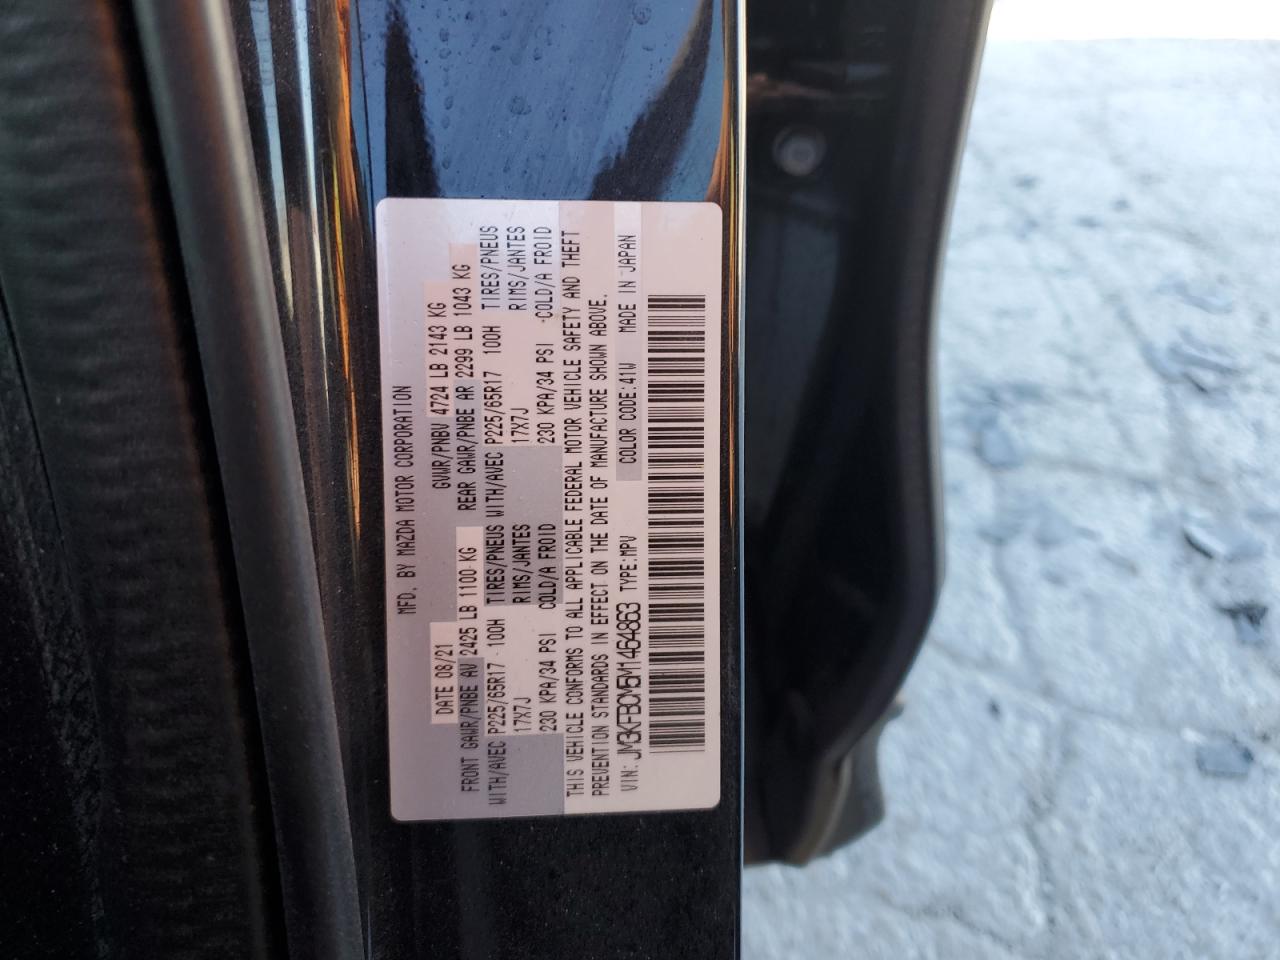 MFD. BY MAZDA MOTOR CORPORATION
DATE 08/21 GVWR/PNBV 4724 LB 2143 KG
FRONT GAWR/PNBE AV 2425 LB 1100 KG REAR GAWR/PNBE AR 2299 LB 1043 KG
WITH/AVEC P225/65R17 100H TIRES/PNEUS WITH/AVEC P225/65R17 100H TIRES/PNEUS
17X7J RIMS/JANTES 17X7J RIMS/JANTES
230 KPA/34 PSI COLD/A FROID 230 KPA/34 PSI COLD/A FROID
THIS VEHICLE CONFORMS TO ALL APPLICABLE FEDERAL MOTOR VEHICLE SAFETY AND THEFT
PREVENTION STANDARDS IN EFFECT ON THE DATE OF MANUFACTURE SHOWN ABOVE.
VIN: JM3KFBCM5M1464863 TYPE:MPV COLOR CODE:41W MADE IN JAPAN